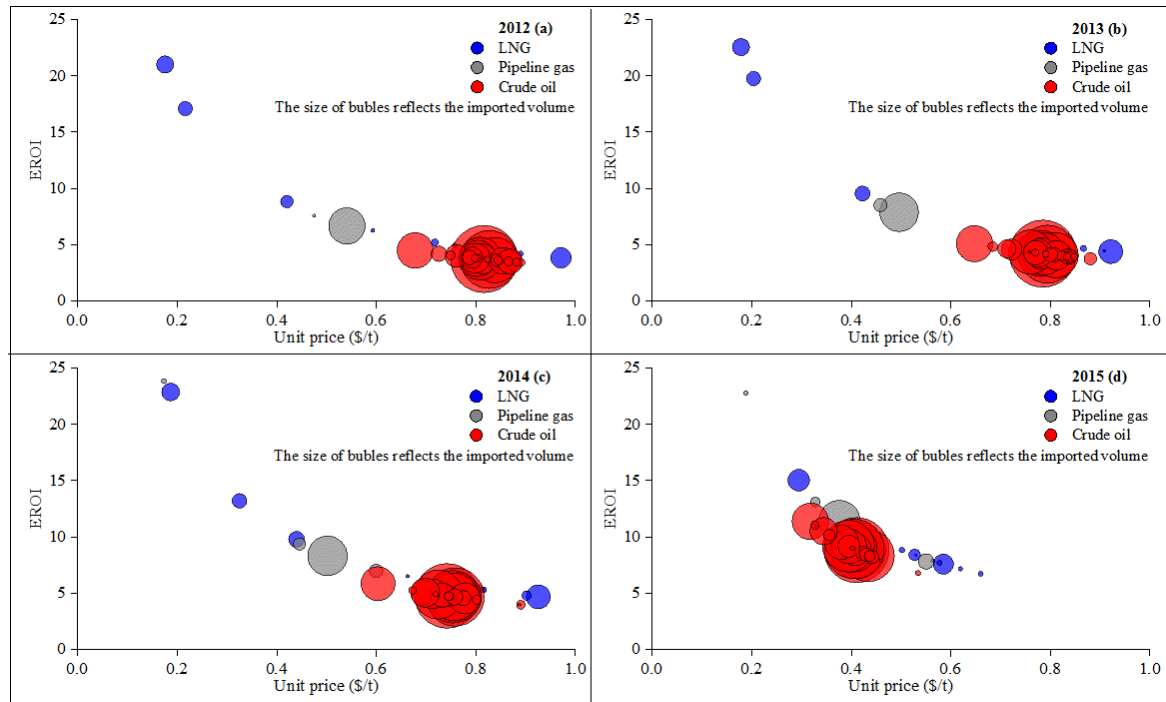 25
20
15
10
5
0
EROI
2012 (a)
LNG
Pipeline gas
Crude oil
The size of bubles reflects the imported volume
0.0 0.2 0.4 0.6 0.8 1.0
Unit price ($/t)
25
20
15
10
5
0
EROI
2013 (b)
LNG
Pipeline gas
Crude oil
The size of bubles reflects the imported volume
0.0 0.2 0.4 0.6 0.8 1.0
Unit price ($/t)
25
20
15
10
5
0
EROI
2014 (c)
LNG
Pipeline gas
Crude oil
The size of bubles reflects the imported volume
0.0 0.2 0.4 0.6 0.8 1.0
Unit price ($/t)
25
20
15
10
5
0
EROI
2015 (d)
LNG
Pipeline gas
Crude oil
The size of bubles reflects the imported volume
0.0 0.2 0.4 0.6 0.8 1.0
Unit price ($/t)